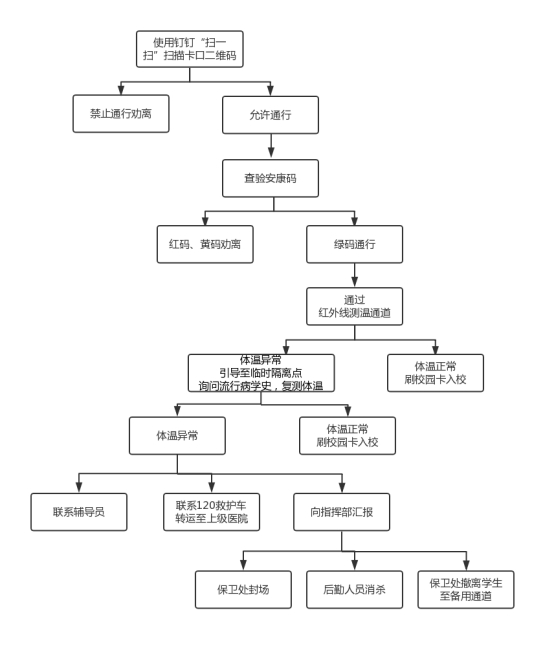 使用钉钉“扫一
扫”扫描卡口二维码
禁止通行劝离
允许通行
查验安康码
红码、黄码劝离
绿码通行
通过
红外线测温通道
体温异常
引导至临时隔离点
询问流行病学史，复测体温
体温正常
刷校园卡入校
体温异常
体温正常
刷校园卡入校
联系辅导员
联系120救护车
转运至上级医院
向指挥部汇报
保卫处封场
后勤人员消杀
保卫处撤离学生
至备用通道